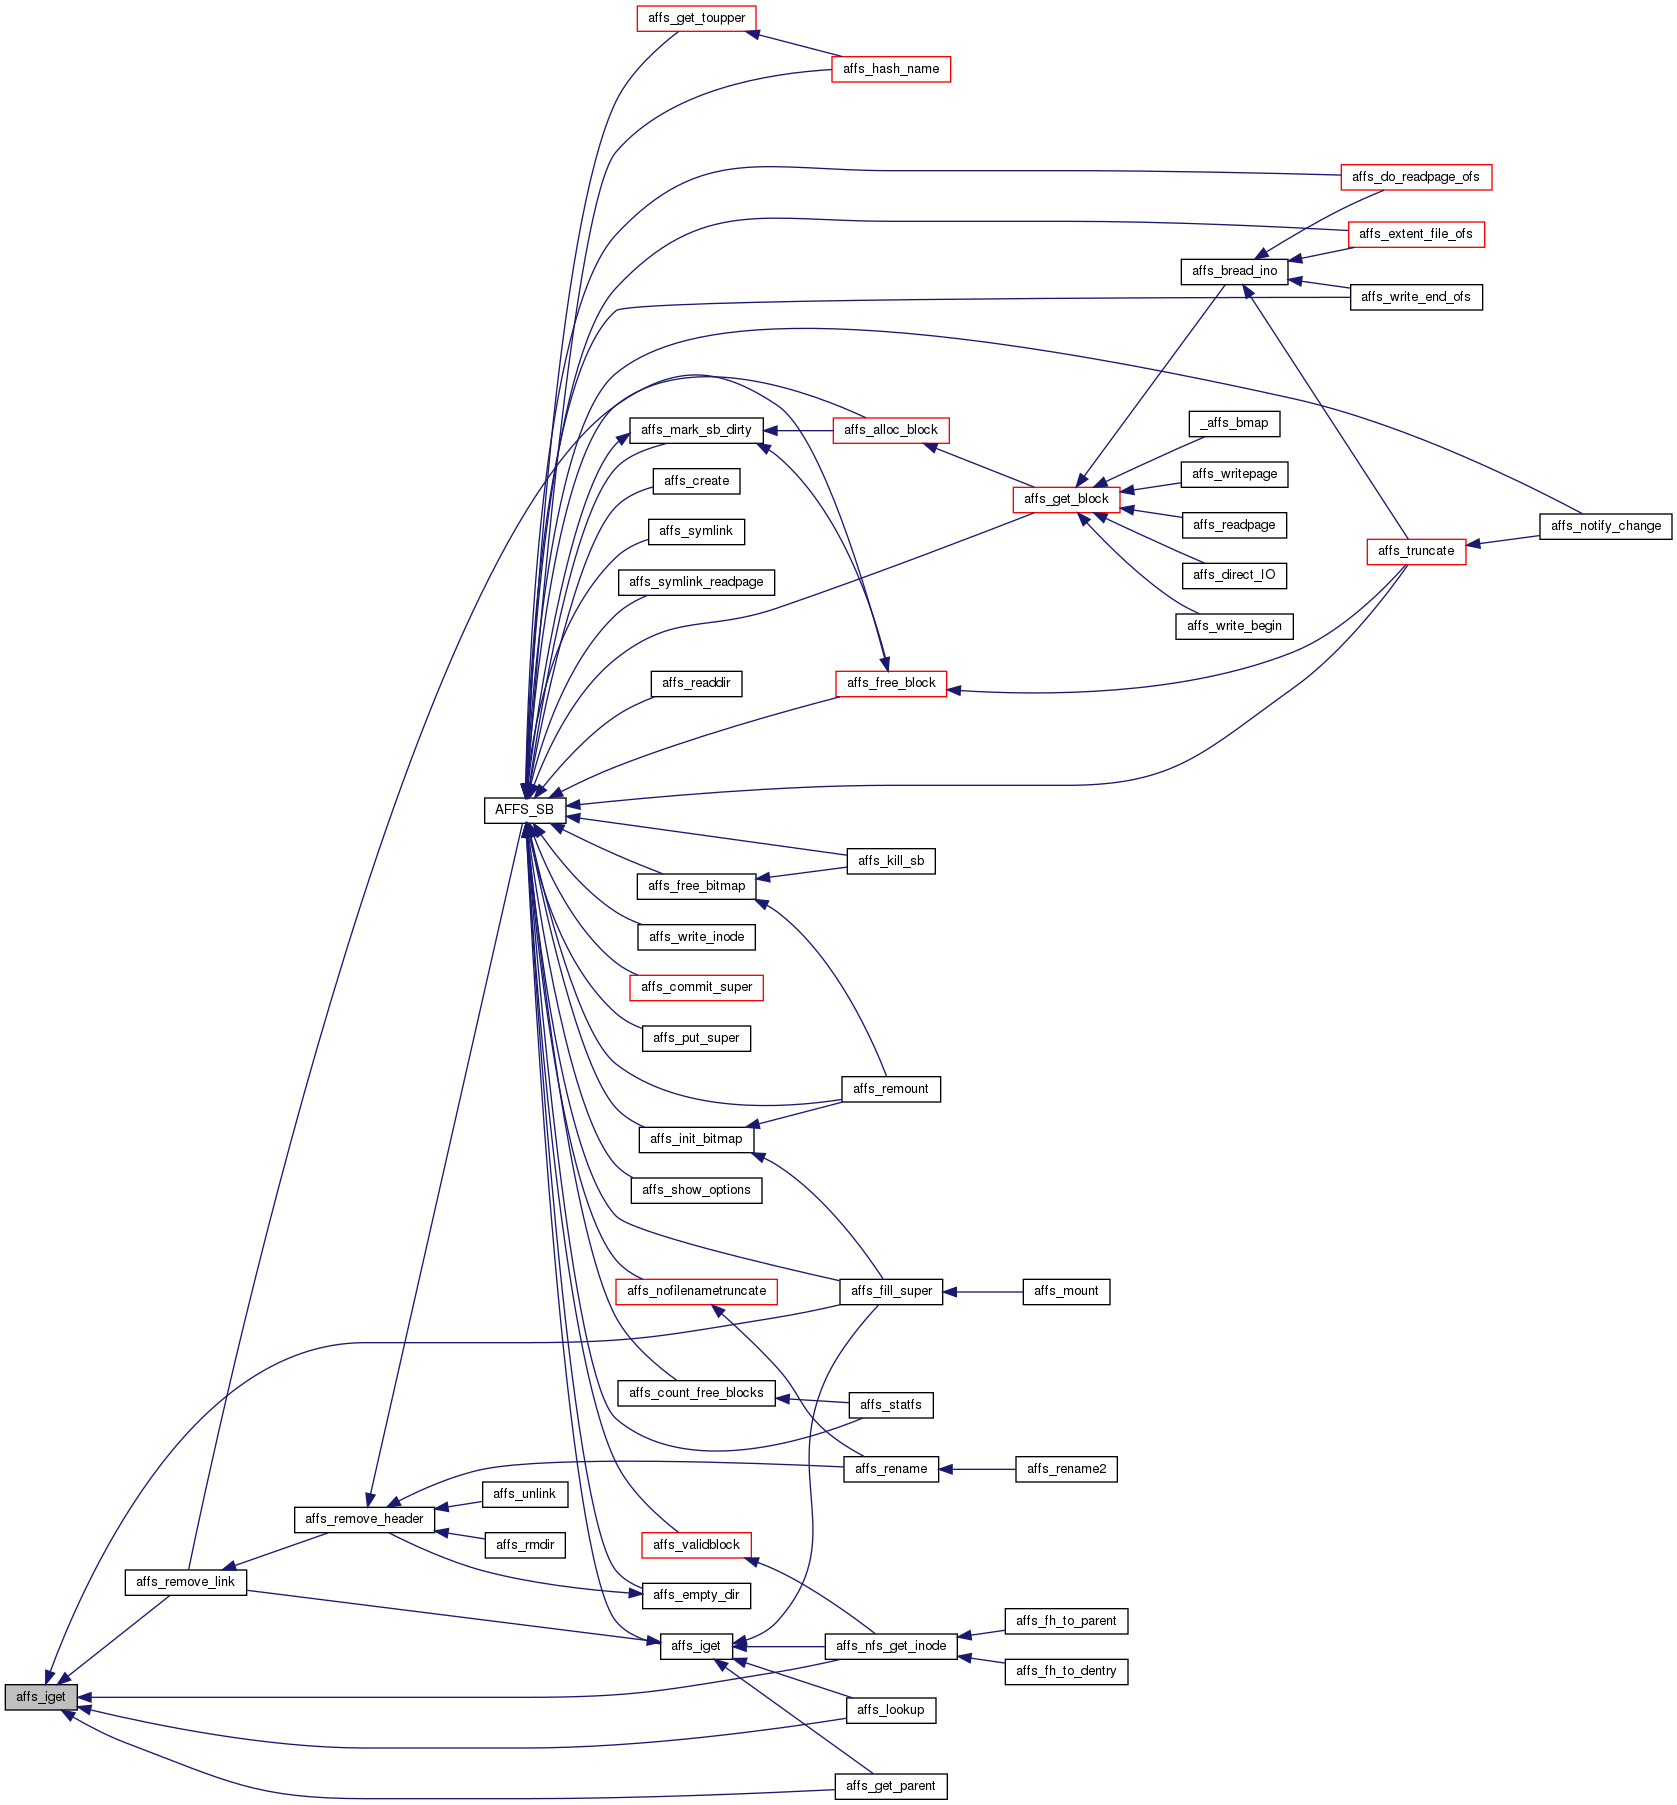 affs_get_toupper
affs_hash_name
affs_do_readpage_ofs
affs_extent_file_ofs
affs_bread_ino
affs_write_end_ofs
_affs_bmap
affs_mark_sb_dirty
affs_alloc_block
affs_writepage
affs_create
affs_get_block
affs_readpage
affs_notify_change
affs_symlink
affs_truncate
affs_direct_IO
affs_symlink_readpage
affs_write_begin
affs_readdir
affs_free_block
AFFS_SB
affs_kill_sb
affs_free_bitmap
affs_write_inode
affs_commit_super
affs_put_super
affs_remount
affs_init_bitmap
affs_show_options
affs_nofilenametruncate
affs_fill_super
affs_mount
affs_count_free_blocks
affs_statfs
affs_rename
affs_rename2
affs_unlink
affs_remove_header
affs_rmdir
affs_validblock
affs_remove_link
affs_empty_dir
affs_fh_to_parent
affs_iget
affs_nfs_get_inode
affs_fh_to_dentry
affs_iget
affs_lookup
affs_get_parent